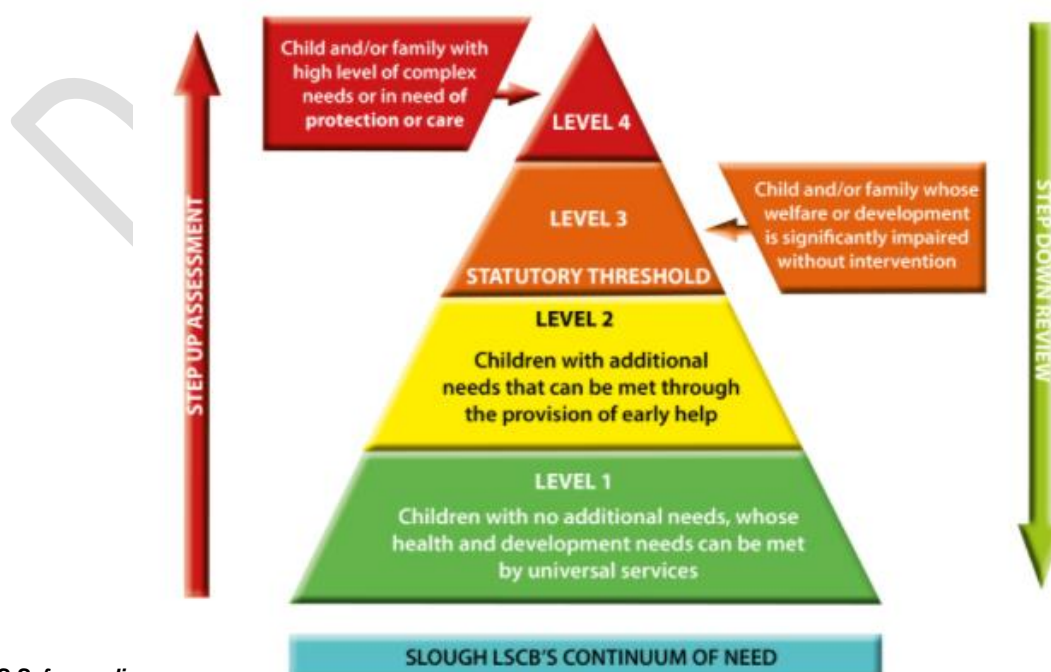 Child and/or family with
high level of complex
needs or in need of
protection or care
LEVEL 4
STEP UP ASSESSMENT
LEVEL 3
STATUTORY THRESHOLD
Child and/or family whose
welfare or development
is significantly impaired
without intervention
STEP DOWN REVIEW
LEVEL 2
Children with additional
needs that can be met through
the provision of early help
LEVEL 1
Children with no additional needs, whose
health and development needs can be met
by universal services
SLOUGH LSCB'S CONTINUUM OF NEED